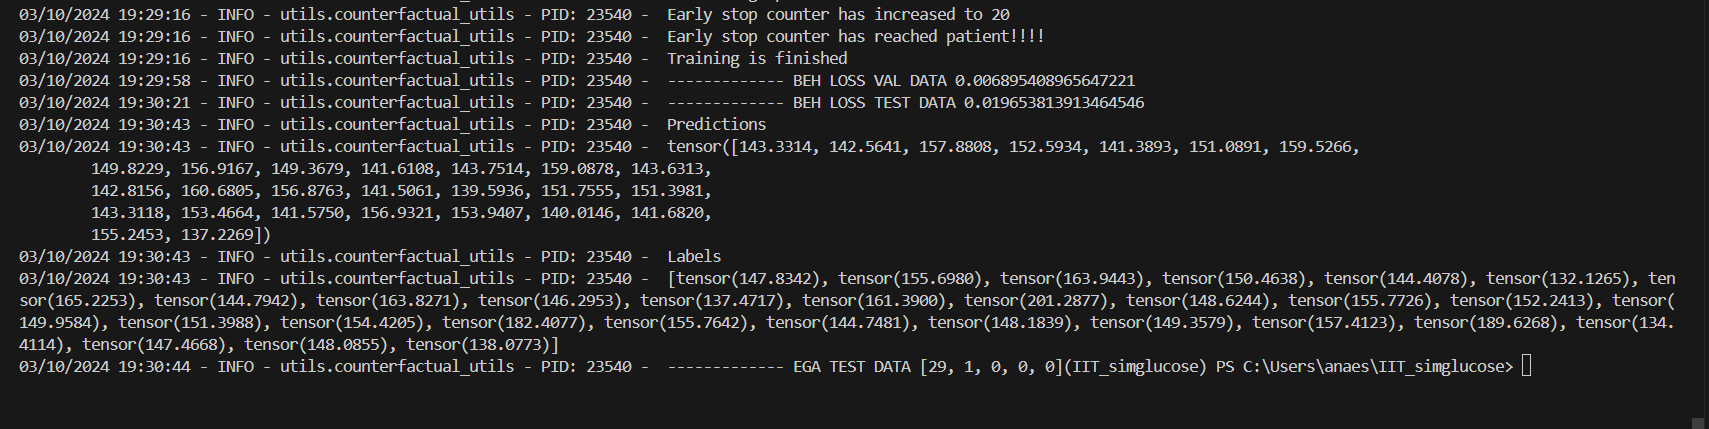 03/10/2024 19:29:16 - INFO - utils.counterfactual_utils - PID: 23540 -  Early stop counter has increased to 20
03/10/2024 19:29:16 - INFO - utils.counterfactual_utils - PID: 23540 -  Early stop counter has reached patient!!!!
03/10/2024 19:29:16 - INFO - utils.counterfactual_utils - PID: 23540 -  Training is finished
03/10/2024 19:29:58 - INFO - utils.counterfactual_utils - PID: 23540 -  ------------- BEH LOSS VAL DATA 0.006895408965647221
03/10/2024 19:30:21 - INFO - utils.counterfactual_utils - PID: 23540 -  ------------- BEH LOSS TEST DATA 0.019653813913464546
03/10/2024 19:30:43 - INFO - utils.counterfactual_utils - PID: 23540 -  Predictions
03/10/2024 19:30:43 - INFO - utils.counterfactual_utils - PID: 23540 -  tensor([143.3314, 142.5641, 157.8808, 152.5934, 141.3893, 151.0891, 159.5266,
        149.8229, 156.9167, 149.3679, 141.6108, 143.7514, 159.0878, 143.6313,
        142.8156, 160.6805, 156.8763, 141.5061, 139.5936, 151.7555, 151.3981,
        143.3118, 153.4664, 141.5750, 156.9321, 153.9407, 140.0146, 141.6820,
        155.2453, 137.2269])
03/10/2024 19:30:43 - INFO - utils.counterfactual_utils - PID: 23540 -  Labels
03/10/2024 19:30:43 - INFO - utils.counterfactual_utils - PID: 23540 -  [tensor(147.8342), tensor(155.6980), tensor(163.9443), tensor(150.4638), tensor(144.4078), tensor(132.1265), ten
sor(165.2253), tensor(144.7942), tensor(163.8271), tensor(146.2953), tensor(137.4717), tensor(161.3900), tensor(201.2877), tensor(148.6244), tensor(155.7726), tensor(152.2413), tensor(
149.9584), tensor(151.3988), tensor(154.4205), tensor(182.4077), tensor(155.7642), tensor(144.7481), tensor(148.1839), tensor(149.3579), tensor(157.4123), tensor(189.6268), tensor(134.
4114), tensor(147.4668), tensor(148.0855), tensor(138.0773)]
03/10/2024 19:30:44 - INFO - utils.counterfactual_utils - PID: 23540 -  ------------- EGA TEST DATA [29, 1, 0, 0, 0](IIT_simglucose) PS C:\Users\anaes\IIT_simglucose>